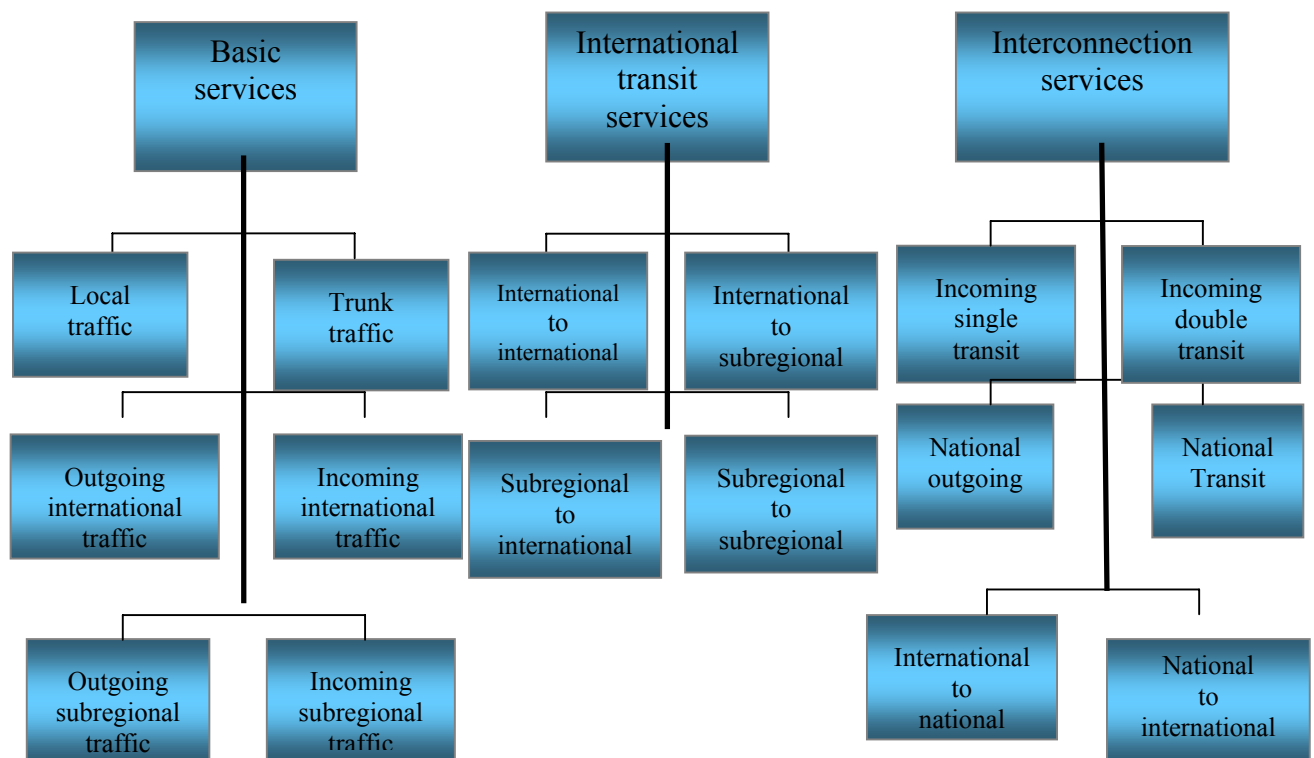 Basic
services
International
transit
services
Interconnection
services
Local
traffic
Trunk
traffic
International
to
international
International
to
subregional
Incoming
single
transit
Incoming
double
transit
Outgoing
international
traffic
Incoming
international
traffic
Subregional
to
international
Subregional
to
subregional
National
outgoing
National
Transit
Outgoing
subregional
traffic
Incoming
subregional
traffic
International
to
national
National
to
international